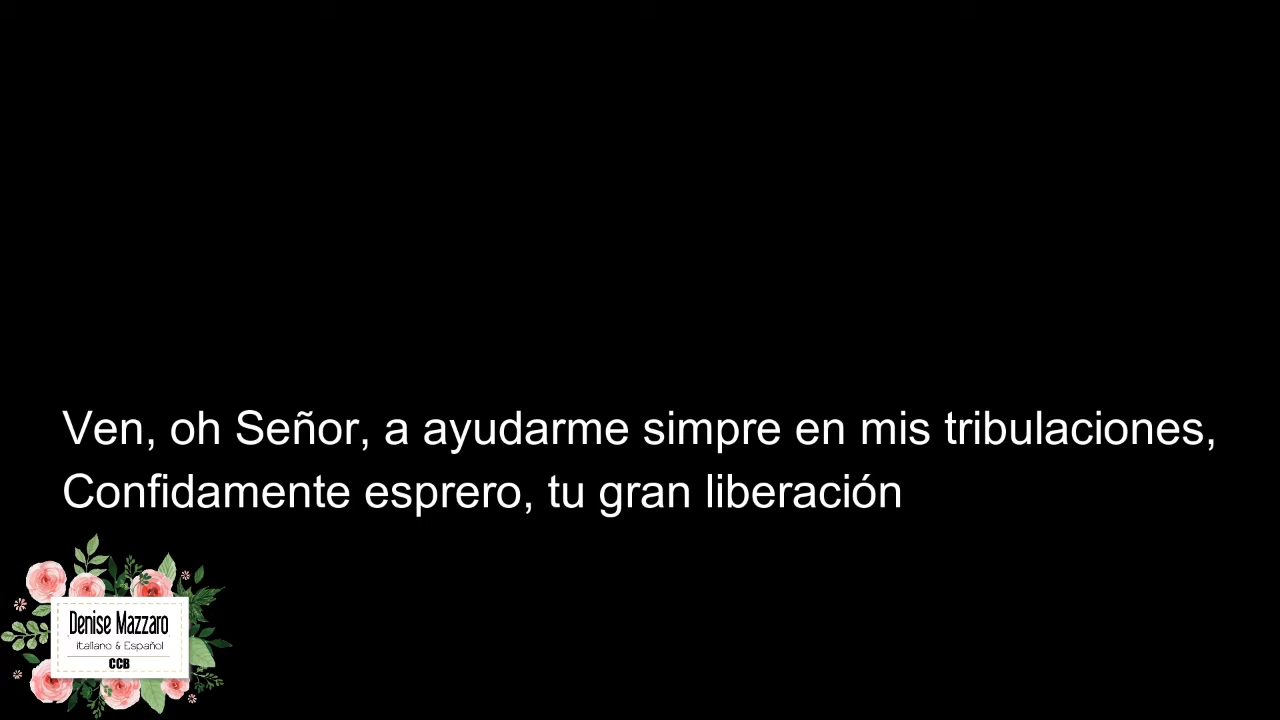 Ven, oh Señor, a ayudarme simpre en mis tribulaciones,
Confidamente esprero, tu gran liberación
Denise Mazzaro
Italiano & Español
CCB